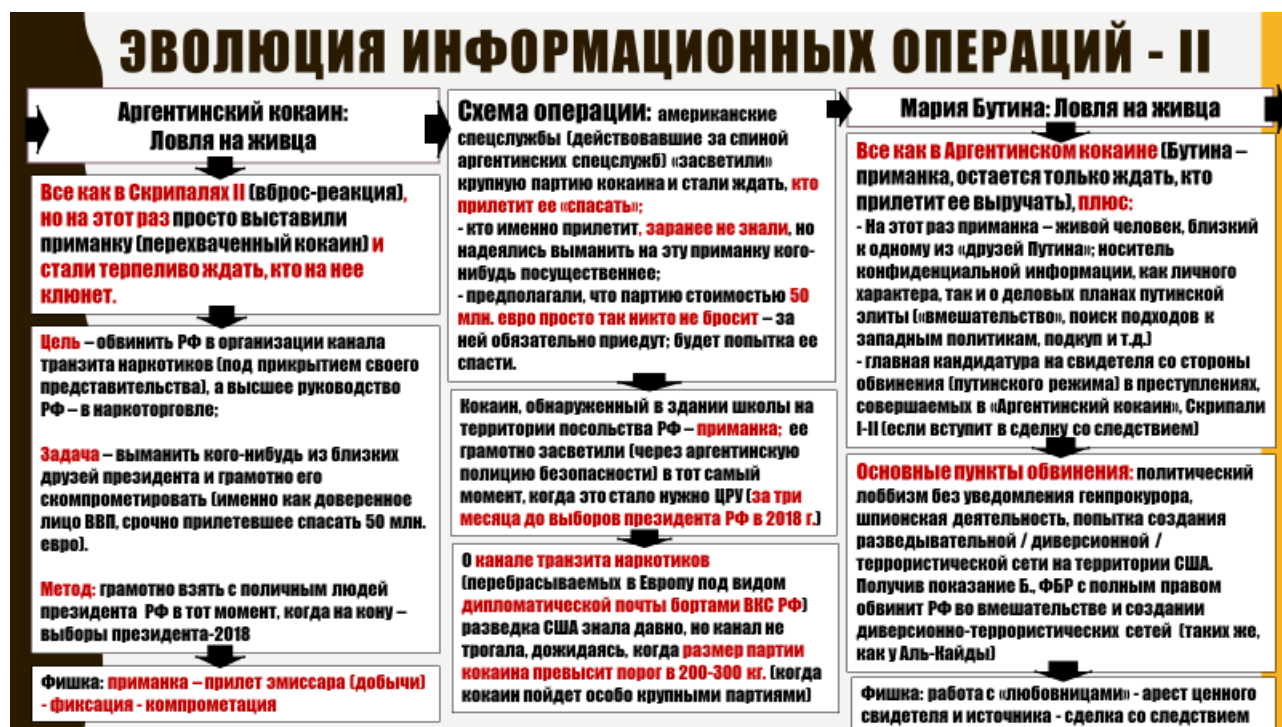 ЭВОЛЮЦИЯ ИНФОРМАЦИОННЫХ ОПЕРАЦИЙ - II
Аргентинский кокаин:
Ловля на живца
Все как в Скрипалях II (вброс-реакция),
но на этот раз просто выставили
приманку (перехваченный кокаин) и
стали терпеливо ждать, кто на нее
клюнет.
Цель – обвинить РФ в организации канала
транзита наркотиков (под прикрытием своего
представительства), а высшее руководство
РФ – в наркоторговле;
Задача – выманить кого-нибудь из близких
друзей президента и грамотно его
скомпрометировать (именно как доверенное
лицо ВВП, срочно прилетевшее спасать 50 млн.
евро).
Метод: грамотно взять с поличным людей
президента РФ в тот момент, когда на кону –
выборы президента-2018
Фишка: приманка – прилет эмиссара (добычи)
- фиксация - компрометация
Схема операции: американские
спецслужбы (действовавшие за спиной
аргентинских спецслужб) «засветили»
крупную партию кокаина и стали ждать, кто
прилетит ее «спасать»;
- кто именно прилетит, заранее не знали, но
надеялись выманить на эту приманку кого-
нибудь посущественнее;
- предполагали, что партию стоимостью 50
млн. евро просто так никто не бросит – за
ней обязательно приедут; будет попытка ее
спасти.
Кокаин, обнаруженный в здании школы на
территории посольства РФ – приманка; ее
грамотно засветили (через аргентинскую
полицию безопасности) в тот самый
момент, когда это стало нужно ЦРУ (за три
месяца до выборов президента РФ в 2018 г.)
О канале транзита наркотиков
(перебрасываемых в Европу под видом
дипломатической почты бортами ВКС РФ)
разведка США знала давно, но канал не
трогала, дожидаясь, когда размер партии
кокаина превысит порог в 200-300 кг. (когда
кокаин пойдет особо крупными партиями)
Мария Бутина: Ловля на живца
Все как в Аргентинском кокаине (Бутина –
приманка, остается только ждать, кто
прилетит ее выручать), плюс:
- На этот раз приманка – живой человек, близкий
к одному из «друзей Путина»; носитель
конфиденциальной информации, как личного
характера, так и о деловых планах путинской
элиты («вмешательство», поиск подходов к
западным политикам, подкуп и т.д.)
- главная кандидатура на свидетеля со стороны
обвинения (путинского режима) в преступлениях,
совершаемых в «Аргентинский кокаин», Скрипали
I-II (если вступит в сделку со следствием)
Основные пункты обвинения: политический
лоббизм без уведомления генпрокурора,
шпионская деятельность, попытка создания
разведывательной / диверсионной /
террористической сети на территории США.
Получив показание Б., ФБР с полным правом
обвинит РФ во вмешательстве и создании
диверсионно-террористических сетей (таких же,
как у Аль-Кайды)
Фишка: работа с «любовницами» - арест ценного
свидетеля и источника - сделка со следствием